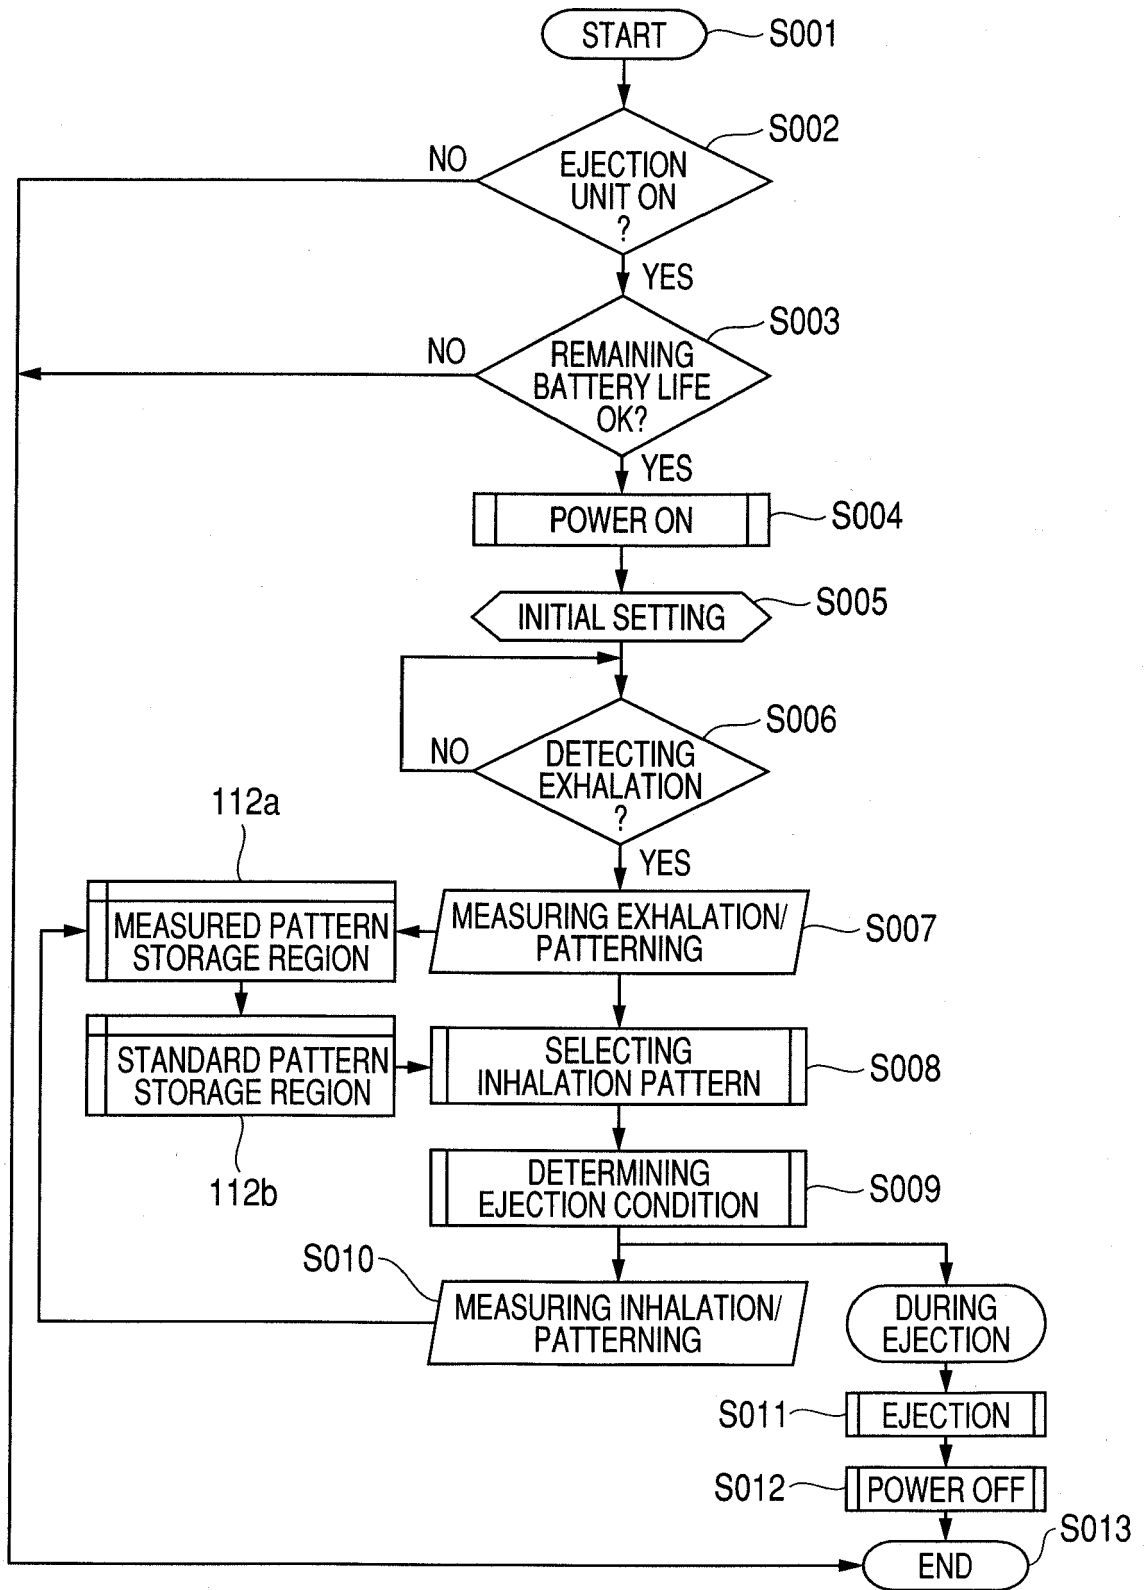 START
S001
S002
NO
EJECTION
UNIT ON
?
YES
S003
NO
REMAINING
BATTERY LIFE
OK?
YES
POWER ON
S004
INITIAL SETTING
S005
S006
NO
DETECTING
EXHALATION
?
112a
YES
MEASURED PATTERN
STORAGE REGION
MEASURING EXHALATION/
PATTERNING
S007
STANDARD PATTERN
STORAGE REGION
SELECTING
INHALATION PATTERN
S008
112b
DETERMINING
EJECTION CONDITION
S009
S010
MEASURING INHALATION/
PATTERNING
DURING
EJECTION
S011
EJECTION
S012
POWER OFF
S013
END